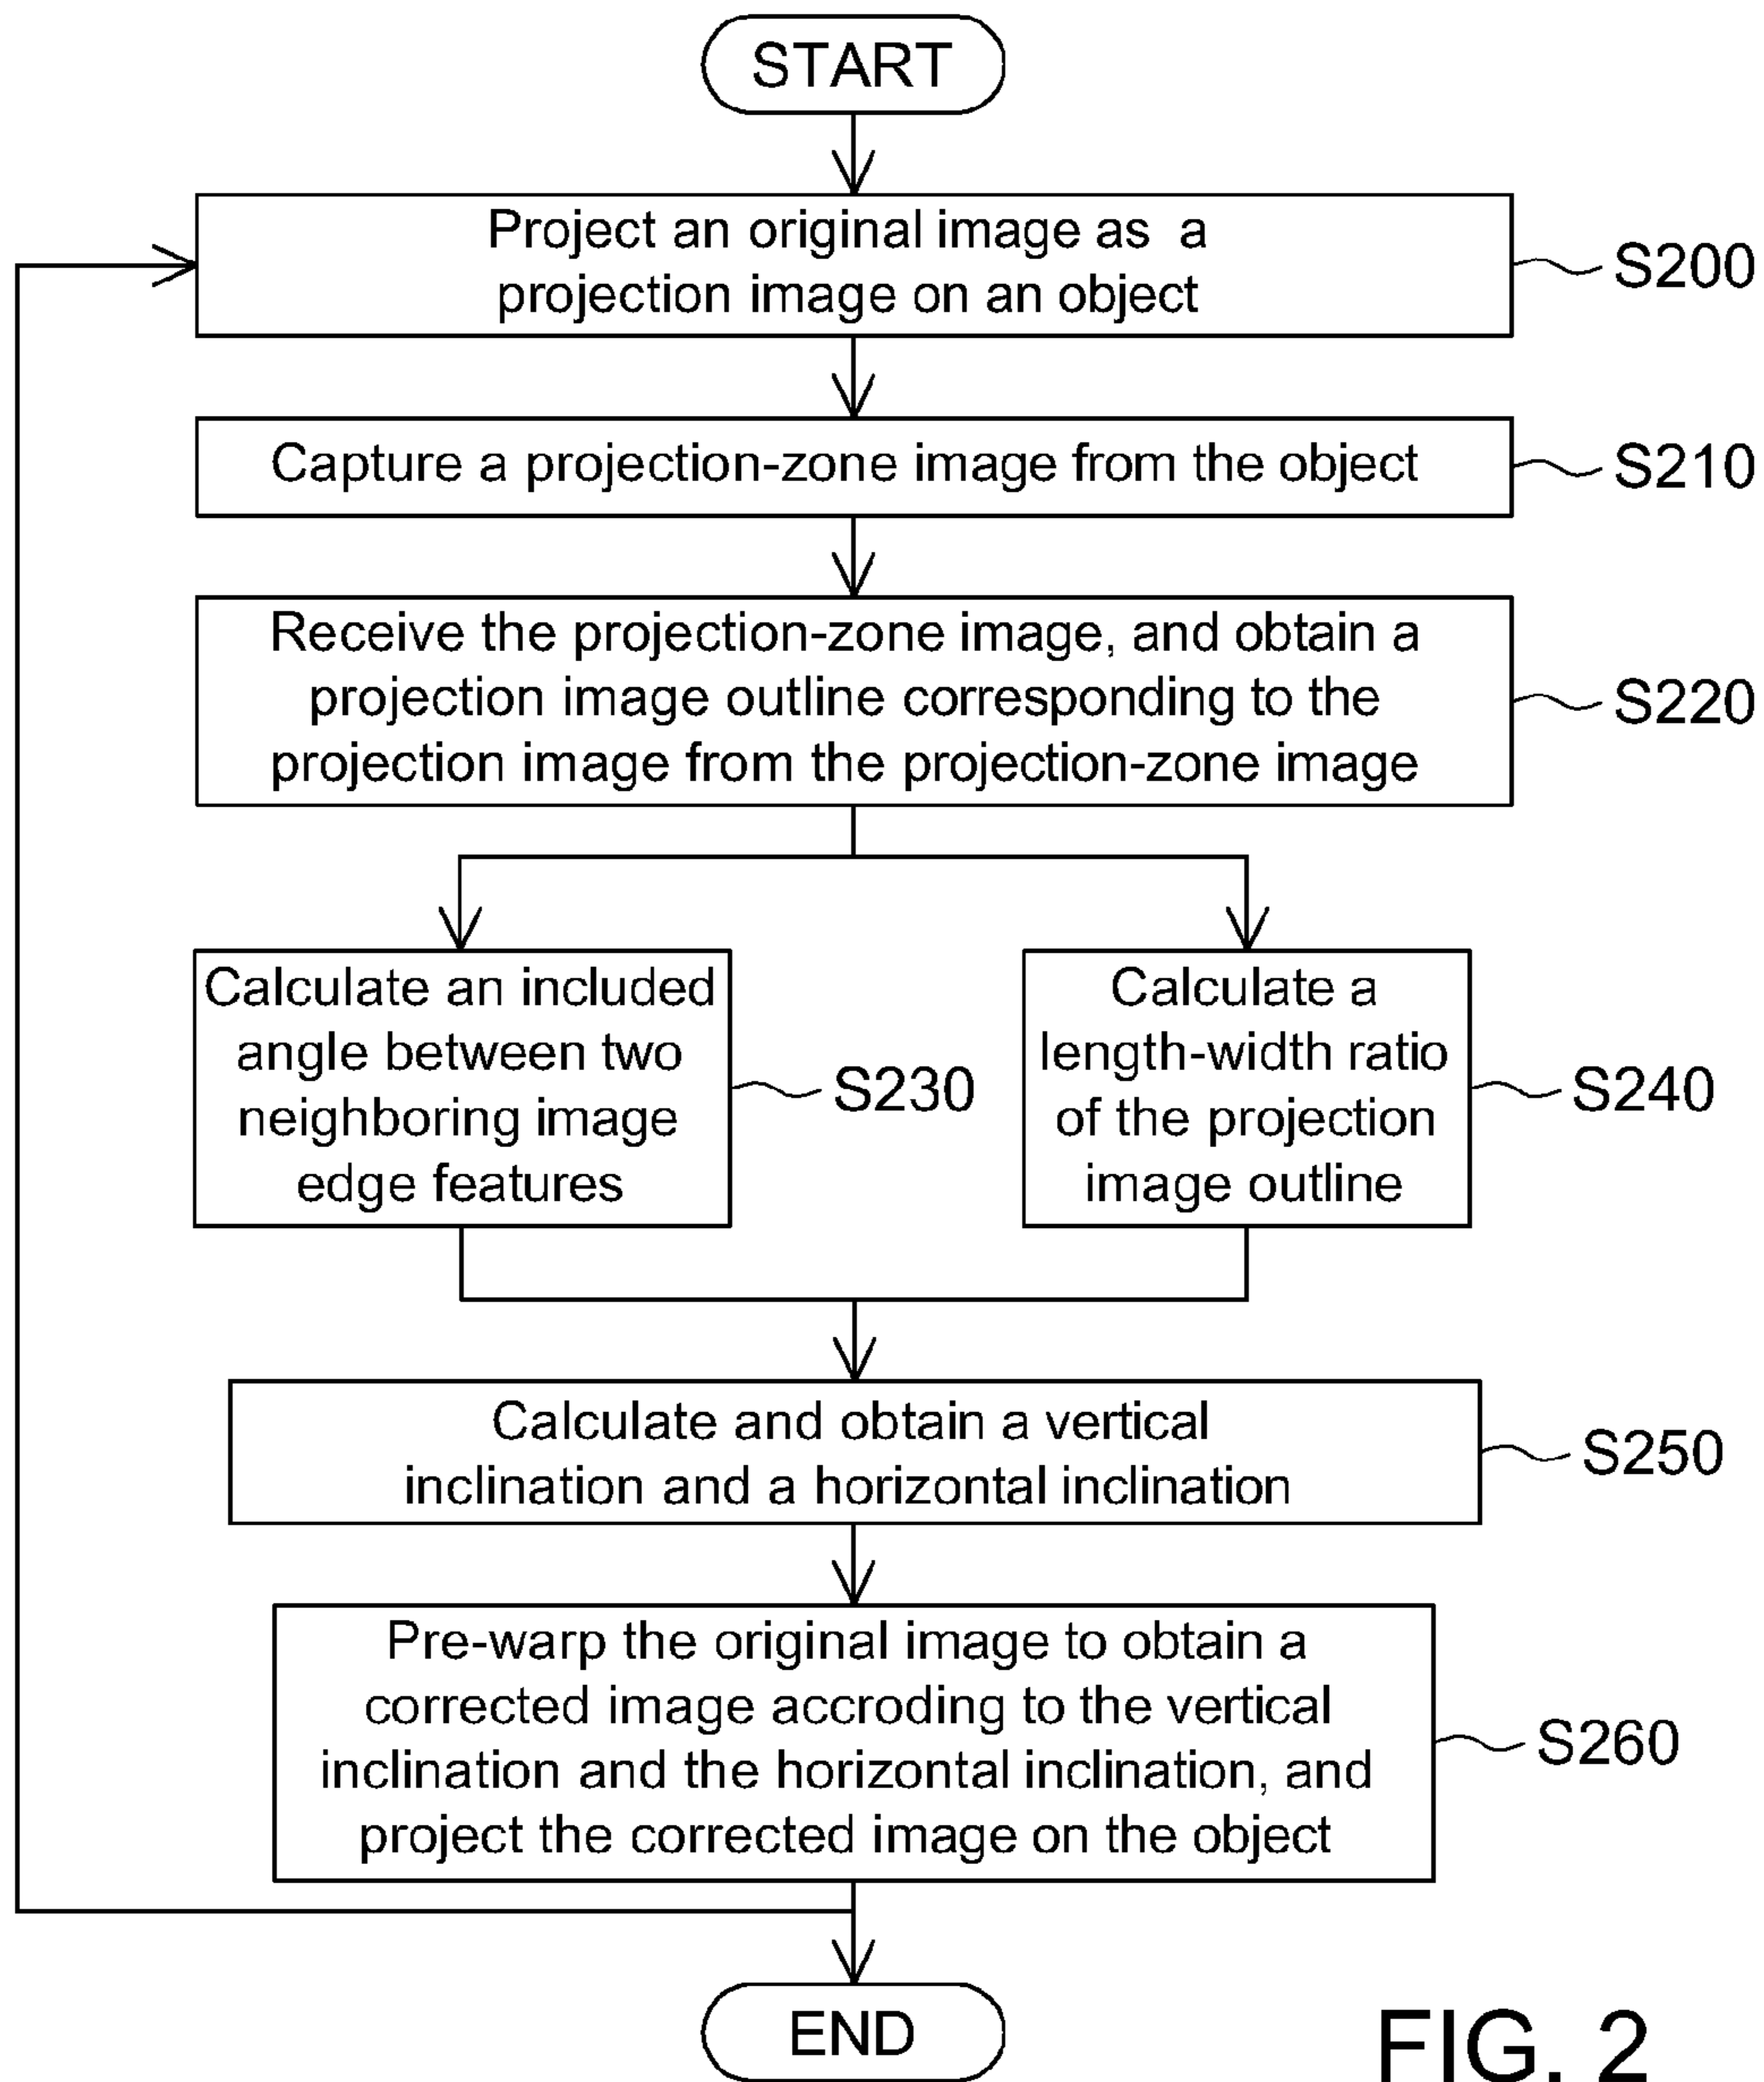 START
Project an original image as a
projection image on an object
S200
Capture a projection-zone image from the object
S210
Receive the projection-zone image, and obtain a
projection image outline corresponding to the
projection image from the projection-zone image
S220
Calculate an included
angle between two
neighboring image
edge features
S230
Calculate a
length-width ratio
of the projection
image outline
S240
Calculate and obtain a vertical
inclination and a horizontal inclination
S250
Pre-warp the original image to obtain a
corrected image accroding to the vertical
inclination and the horizontal inclination, and
project the corrected image on the object
S260
END
FIG. 2